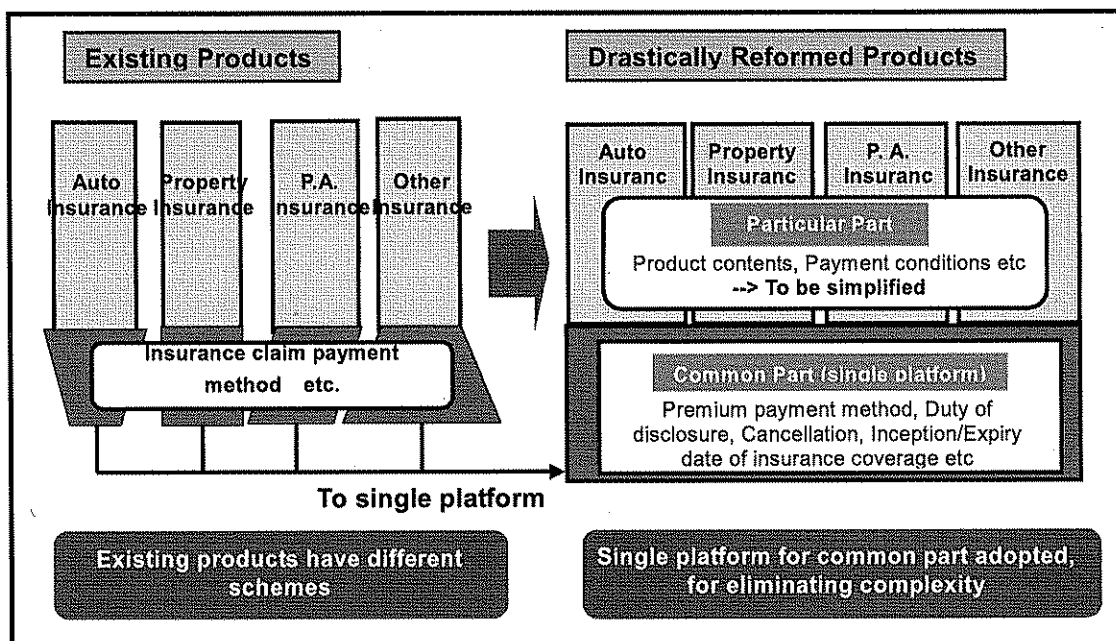 Existing Products
Auto
Insurance
Property
Insurance
P.A.
nsurance
Other
Insurance
Insurance claim payment
method etc.
To single platform
Existing products have different
schemes
Drastically Reformed Products
Auto
Insuranc
Property
Insuranc
P. A.
Insuranc
Other
Insurance
Particular Part
Product contents, Payment conditions etc
--> To be simplified
Common Part (single platform)
Premium payment method, Duty of
disclosure, Cancellation, Inception/Expiry
date of insurance coverage etc
Single platform for common part adopted,
for eliminating complexity